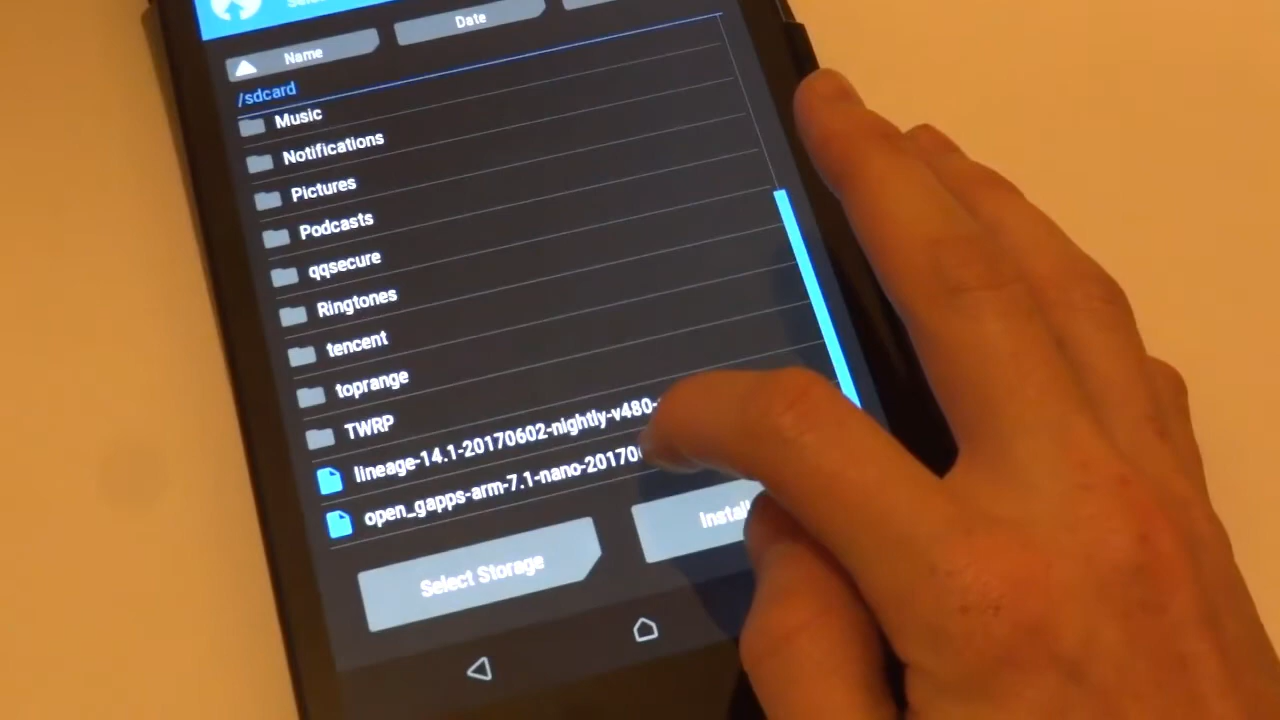 Name
Date
/sdcard
Music
Notifications
Pictures
Podcasts
qqsecure
Ringtones
tencent
toprange
TWRP
lineage-14.1-20170602-nightly-v480-
open_gapps-arm-7.1-nano-20170
Select Storage
Install